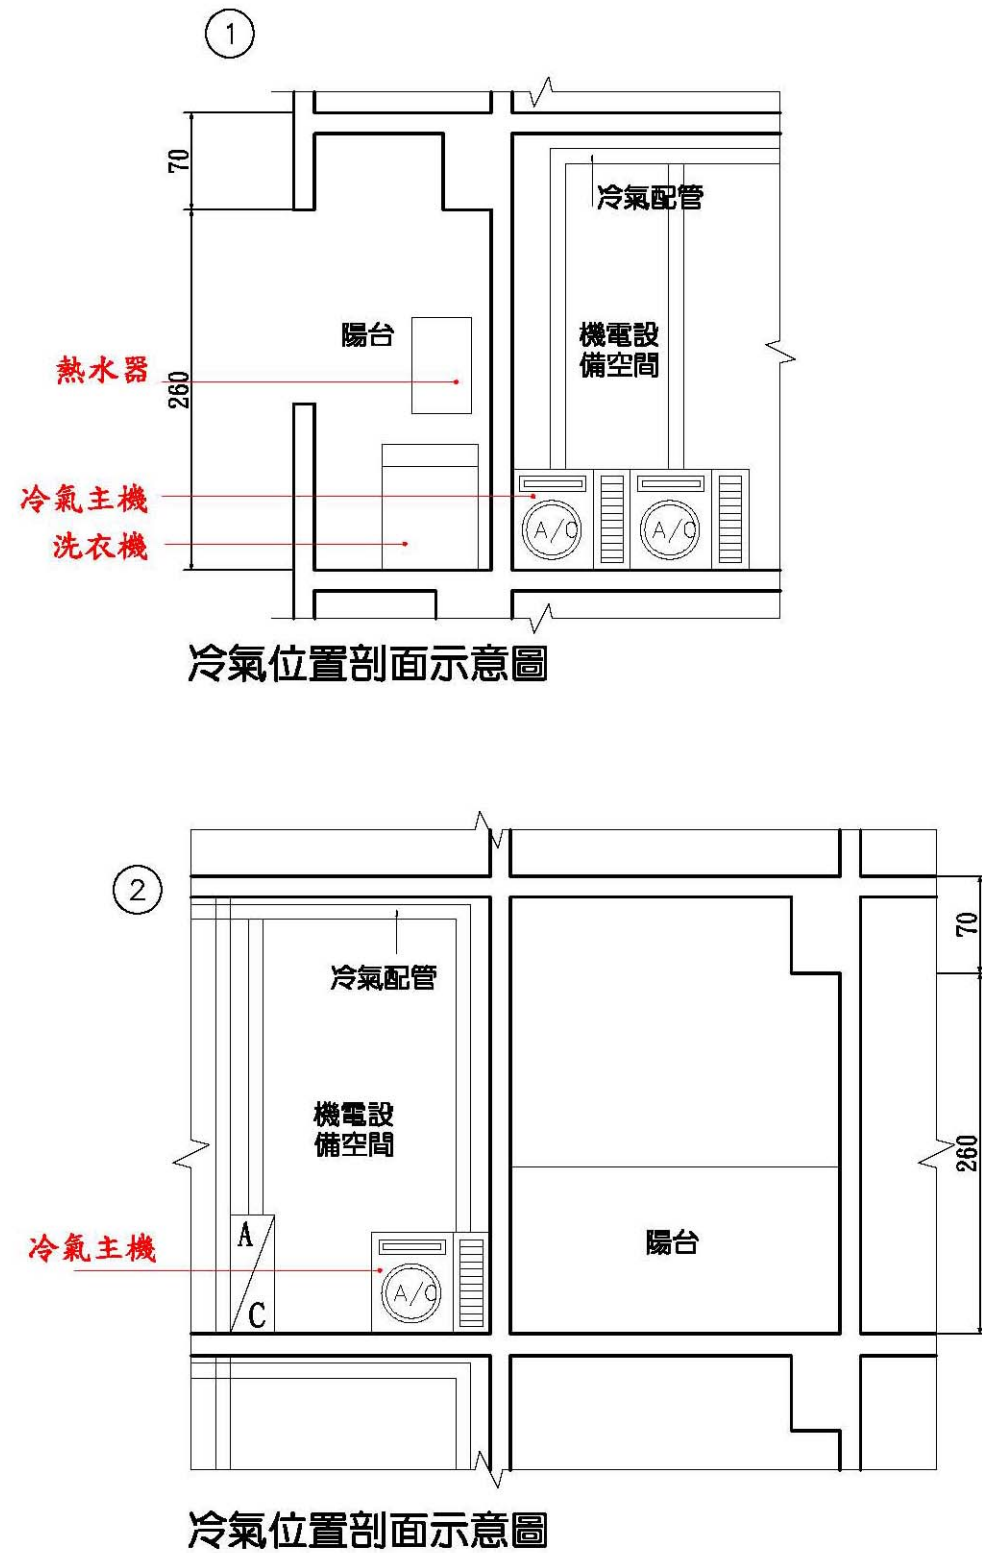 1
70
冷氣配管
陽台
機電設
備空間
熱水器
260
冷氣主機
A/C
A/C
洗衣機
冷氣位置剖面示意圖
2
70
冷氣配管
機電設
備空間
260
A
C
冷氣主機
A/C
陽台
冷氣位置剖面示意圖